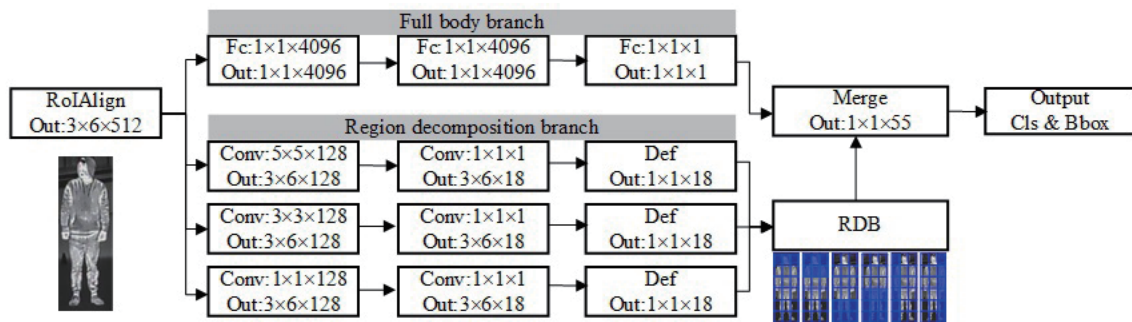 Full body branch
Fc:1×1×4096
Out:1×1×4096
Fc:1×1×4096
Out:1×1×4096
Fc:1×1×1
Out:1×1×1
RoIAlign
Out:3×6×512
Merge
Out:1×1×55
Output
Cls & Bbox
Region decomposition branch
Conv:5×5×128
Out:3×6×128
Conv:1×1×1
Out:3×6×18
Def
Out:1×1×18
Conv:3×3×128
Out:3×6×128
Conv:1×1×1
Out:3×6×18
Def
Out:1×1×18
RDB
Conv:1×1×128
Out:3×6×128
Conv:1×1×1
Out:3×6×18
Def
Out:1×1×18